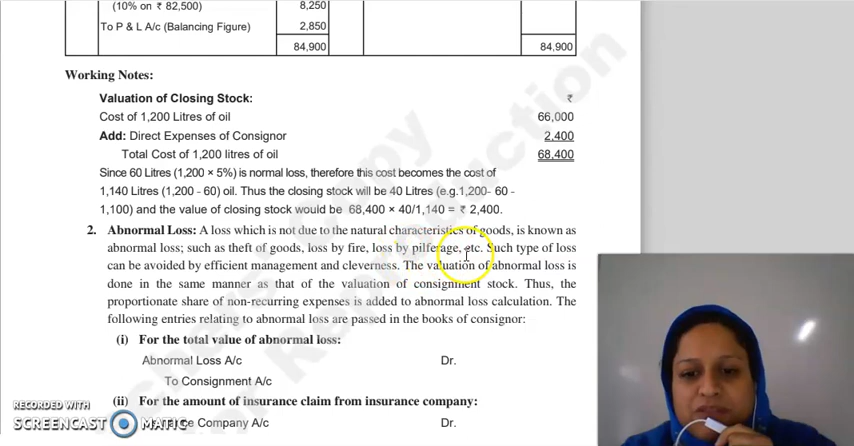 (10% on ₹ 82,500) 8,250
To P & L A/c (Balancing Figure) 2,850
84,900 84,900
Working Notes:
Valuation of Closing Stock: ₹
Cost of 1,200 Litres of oil 66,000
Add: Direct Expenses of Consignor 2,400
Total Cost of 1,200 litres of oil 68,400
Since 60 Litres (1,200 × 5%) is normal loss, therefore this cost becomes the cost of
1,140 Litres (1,200 - 60) oil. Thus the closing stock will be 40 Litres (e.g.1,200- 60 -
1,100) and the value of closing stock would be 68,400 × 40/1,140 = ₹ 2,400.
2. Abnormal Loss: A loss which is not due to the natural characteristics of goods, is known as
abnormal loss; such as theft of goods, loss by fire, loss by pilferage, etc. Such type of loss
can be avoided by efficient management and cleverness. The valuation of abnormal loss is
done in the same manner as that of the valuation of consignment stock. Thus, the
proportionate share of non-recurring expenses is added to abnormal loss calculation. The
following entries relating to abnormal loss are passed in the books of consignor:
(i) For the total value of abnormal loss:
Abnormal Loss A/c Dr.
To Consignment A/c
(ii) For the amount of insurance claim from insurance company:
Company A/c Dr.
RECORDED WITH
SCREENCAST MATIC
Copy
or Reproduction